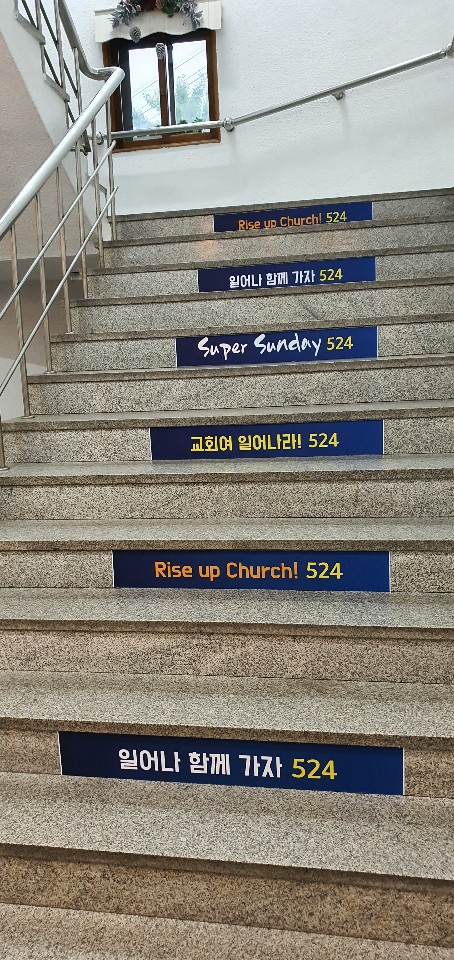 Rise up Church! 524
일어나 함께 가자 524
Super Sunday 524
교회여 일어나라! 524
Rise up Church! 524
일어나 함께 가자 524